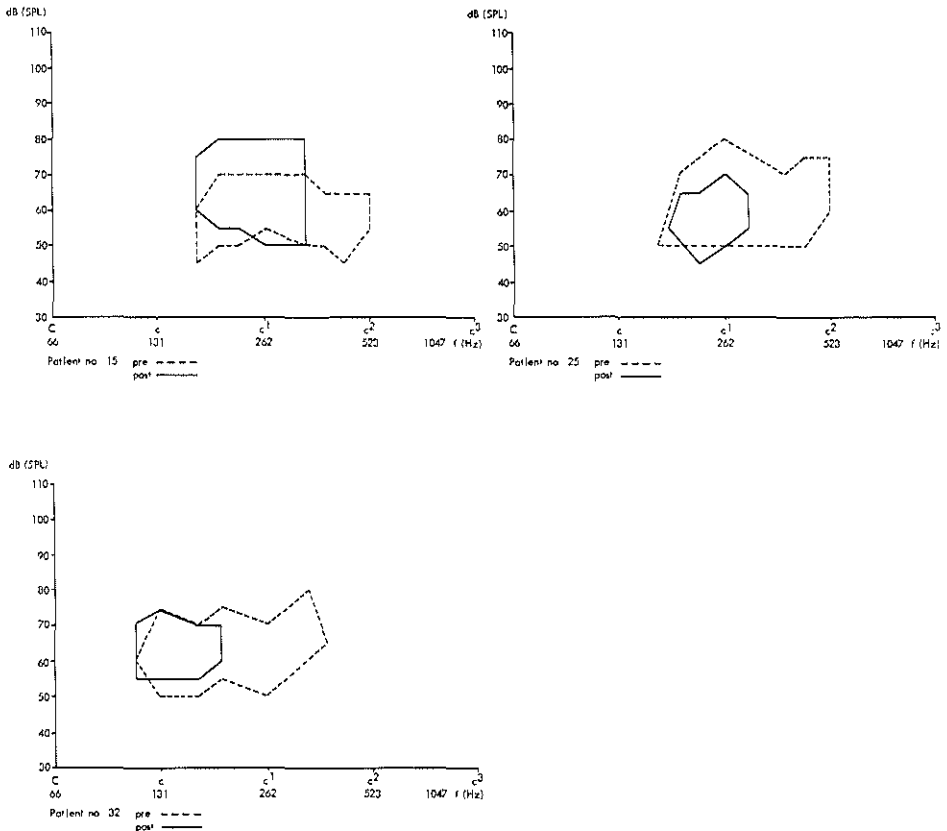 dB (SPL)
110
100
90
80
70
60
50
40
30
C c c1 c2 c3
66 131 262 523 1047 f (Hz)
Patient no 15 pre
post
dB (SPL)
110
100
90
80
70
60
50
40
30
C c c1 c2 c3
66 131 262 523 1047 f (Hz)
Patient no 25 pre
post
dB (SPL)
110
100
90
80
70
60
50
40
30
C c c1 c2 c3
66 131 262 523 1047 f (Hz)
Patient no 32 pre
post